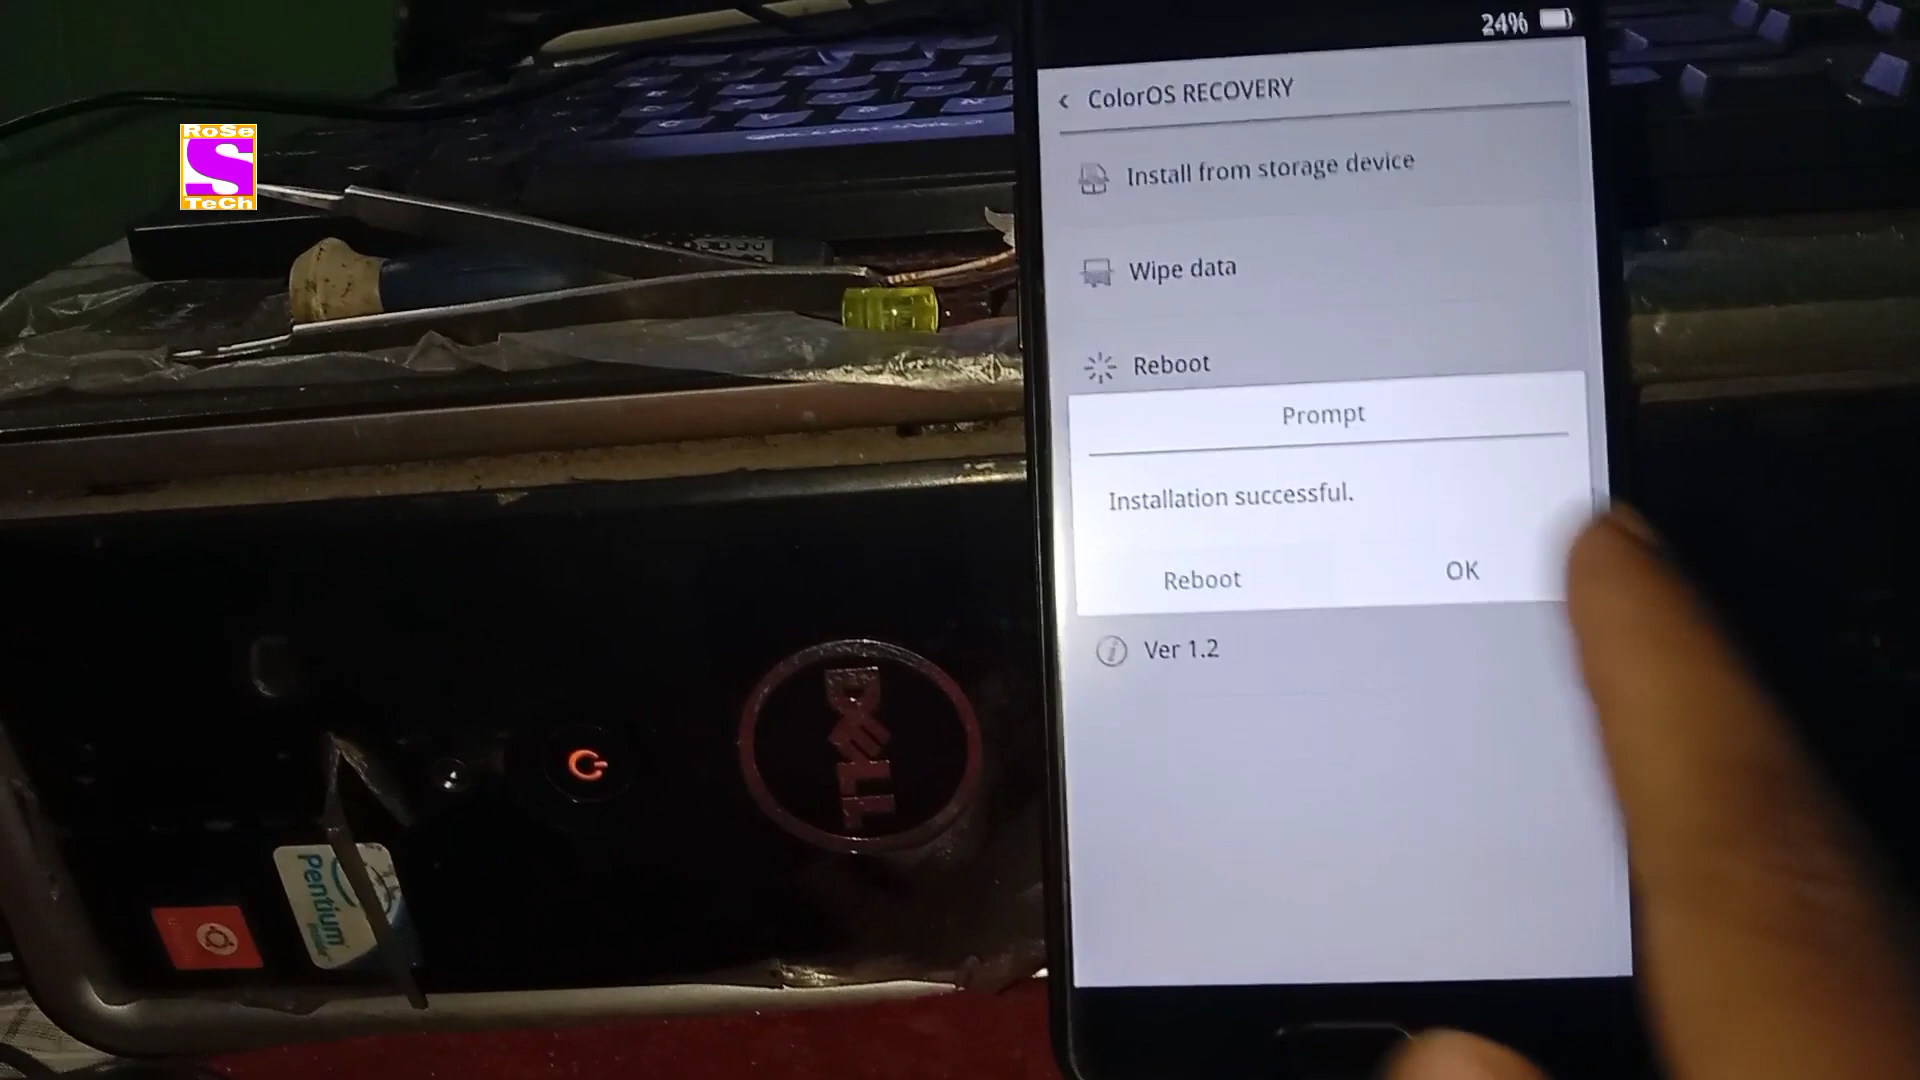 RoSe
S
TeCh
24%
ColorOS RECOVERY
Install from storage device
Wipe data
Reboot
Prompt
Installation successful.
Reboot
OK
Ver 1.2
DELL
Pentium